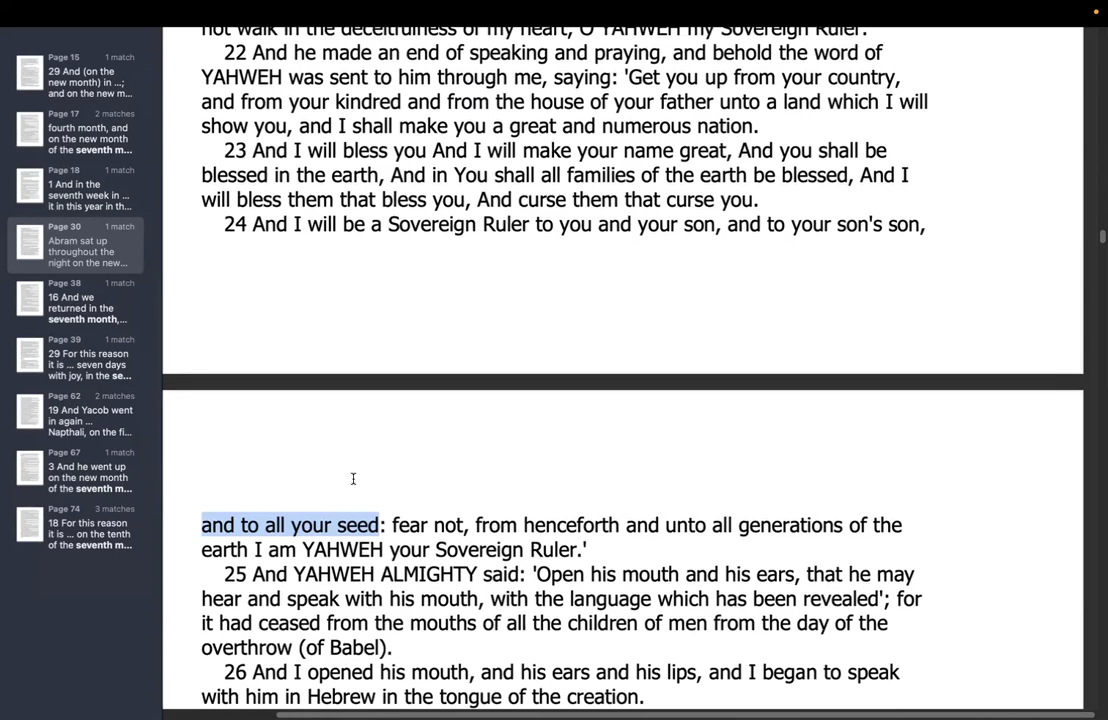 Page 15 1 match
29 And (on the
new month) in ...;
and on the new m...
Page 17 2 matches
fourth month, and
on the new month
of the seventh m...
Page 18 1 match
1 And in the
seventh week in ...
it in this year in th...
Page 30 1 match
Abram sat up
throughout the
night on the new...
Page 38 1 match
16 And we
returned in the
seventh month,...
Page 39 1 match
29 For this reason
it is ... seven days
with joy, in the se...
Page 62 2 matches
19 And Yacob went
in again ...
Napthali, on the fi...
Page 67 1 match
3 And he went up
on the new month
of the seventh m...
Page 74 3 matches
18 For this reason
it is ... on the tenth
of the seventh m...
not walk in the deceitfulness of my heart, O YAHWEH my Sovereign Ruler.'
22 And he made an end of speaking and praying, and behold the word of
YAHWEH was sent to him through me, saying: 'Get you up from your country,
and from your kindred and from the house of your father unto a land which I will
show you, and I shall make you a great and numerous nation.
23 And I will bless you And I will make your name great, And you shall be
blessed in the earth, And in You shall all families of the earth be blessed, And I
will bless them that bless you, And curse them that curse you.
24 And I will be a Sovereign Ruler to you and your son, and to your son's son,
and to all your seed: fear not, from henceforth and unto all generations of the
earth I am YAHWEH your Sovereign Ruler.'
25 And YAHWEH ALMIGHTY said: 'Open his mouth and his ears, that he may
hear and speak with his mouth, with the language which has been revealed'; for
it had ceased from the mouths of all the children of men from the day of the
overthrow (of Babel).
26 And I opened his mouth, and his ears and his lips, and I began to speak
with him in Hebrew in the tongue of the creation.